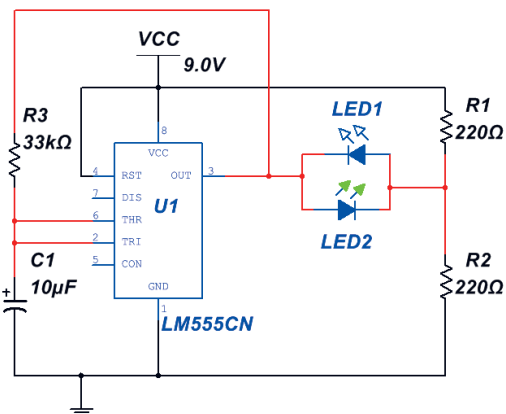 VCC
9.0V
R3
33kΩ
LED1
R1
220Ω
8
VCC
4
RST
OUT
3
7
DIS
U1
6
THR
2
TRI
LED2
5
CON
C1
10µF
+
GND
R2
220Ω
1
LM555CN